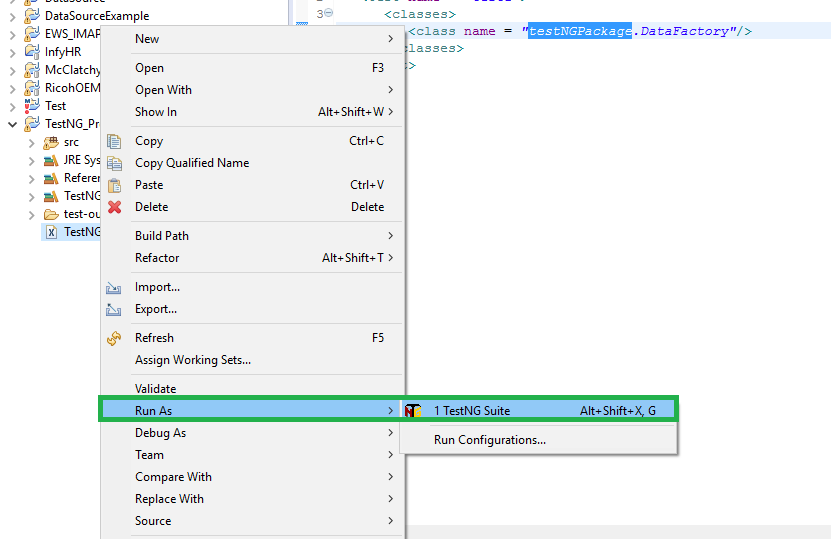 DataSource
DataSourceExample
EWS_IMAP
InfyHR
McClatchy
RicohOEM
Test
TestNG_Pr
src
JRE Sys
Referen
TestNG
test-ou
TestNG
3
<classes>
<class name = "testNGPackage.DataFactory"/>
classes>
>
New
Open F3
Open With
Show In Alt+Shift+W
Copy Ctrl+C
Copy Qualified Name
Paste Ctrl+V
Delete Delete
Build Path
Refactor Alt+Shift+T
Import...
Export...
Refresh F5
Assign Working Sets...
Validate
Run As
Debug As
Team
Compare With
Replace With
Source
1 TestNG Suite Alt+Shift+X, G
Run Configurations...